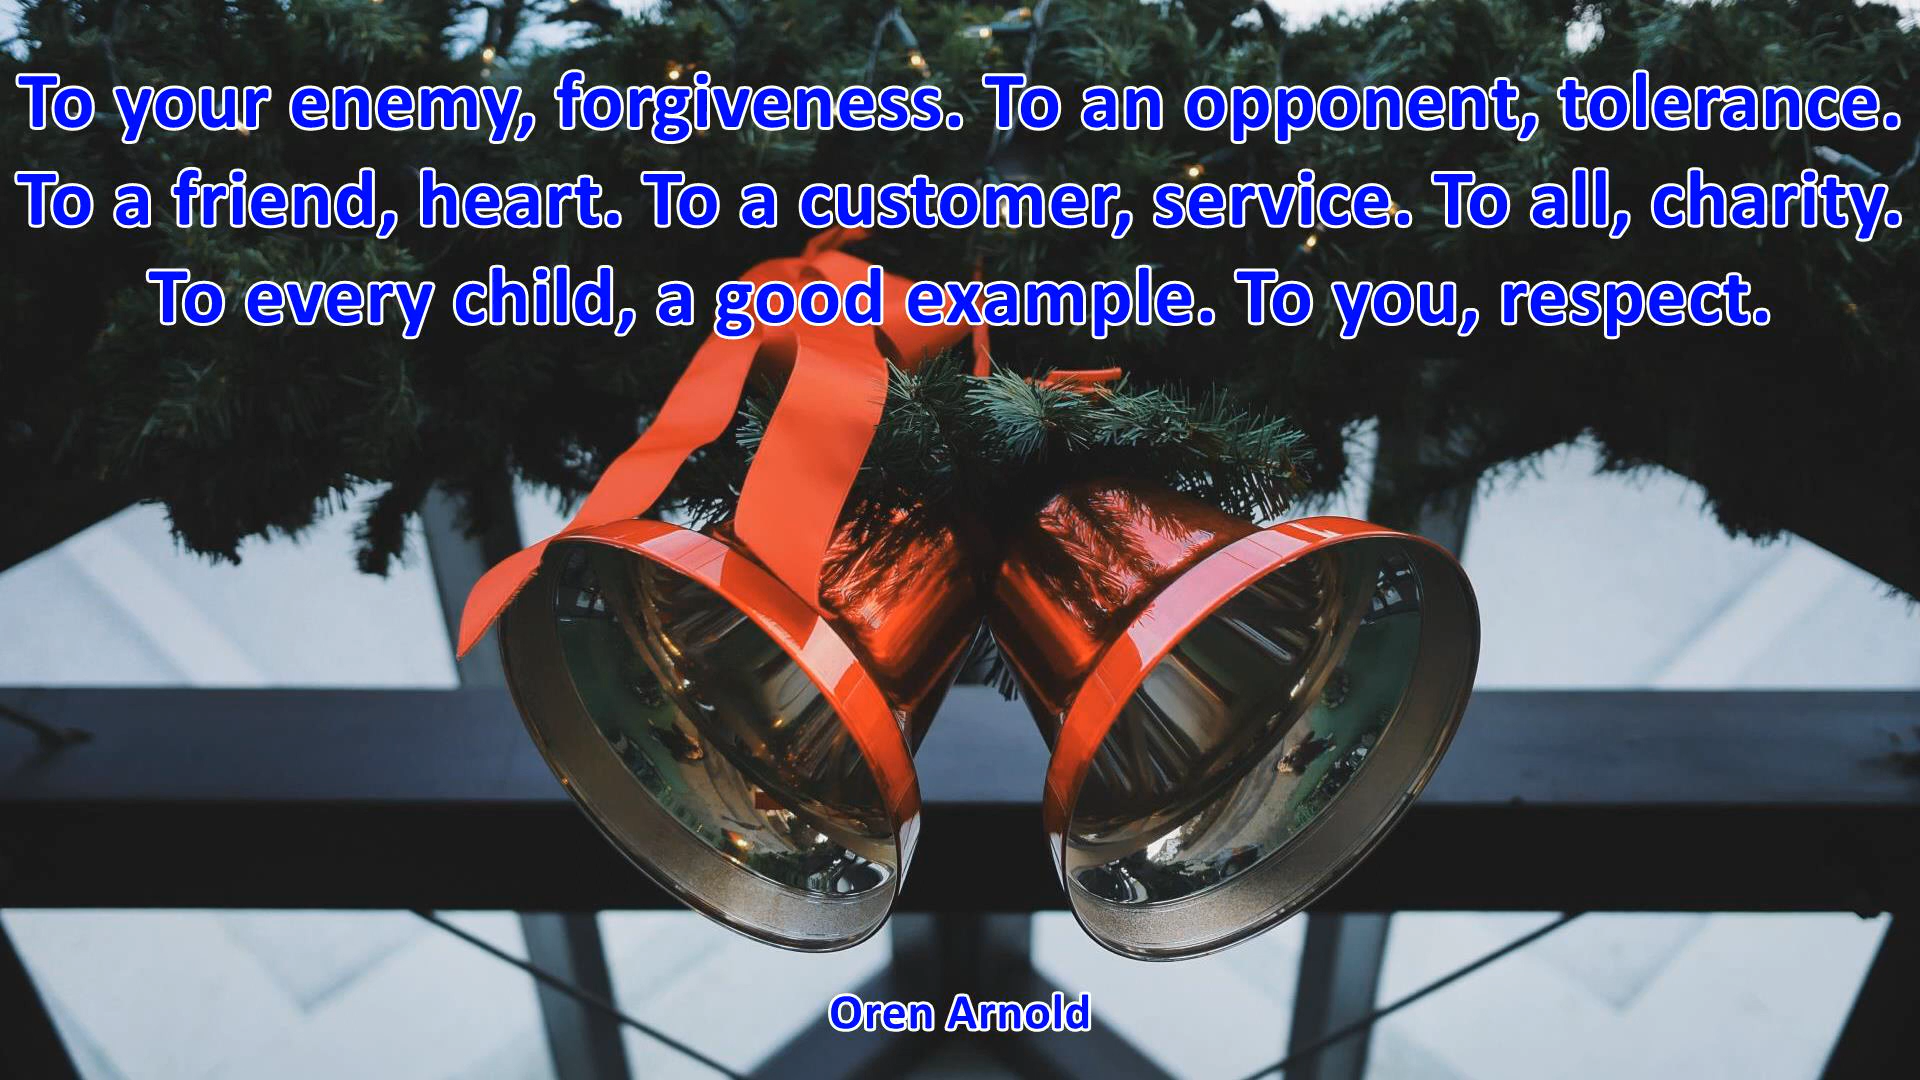 To your enemy, forgiveness. To an opponent, tolerance.
To a friend, heart. To a customer, service. To all, charity.
To every child, a good example. To you, respect.
Oren Arnold